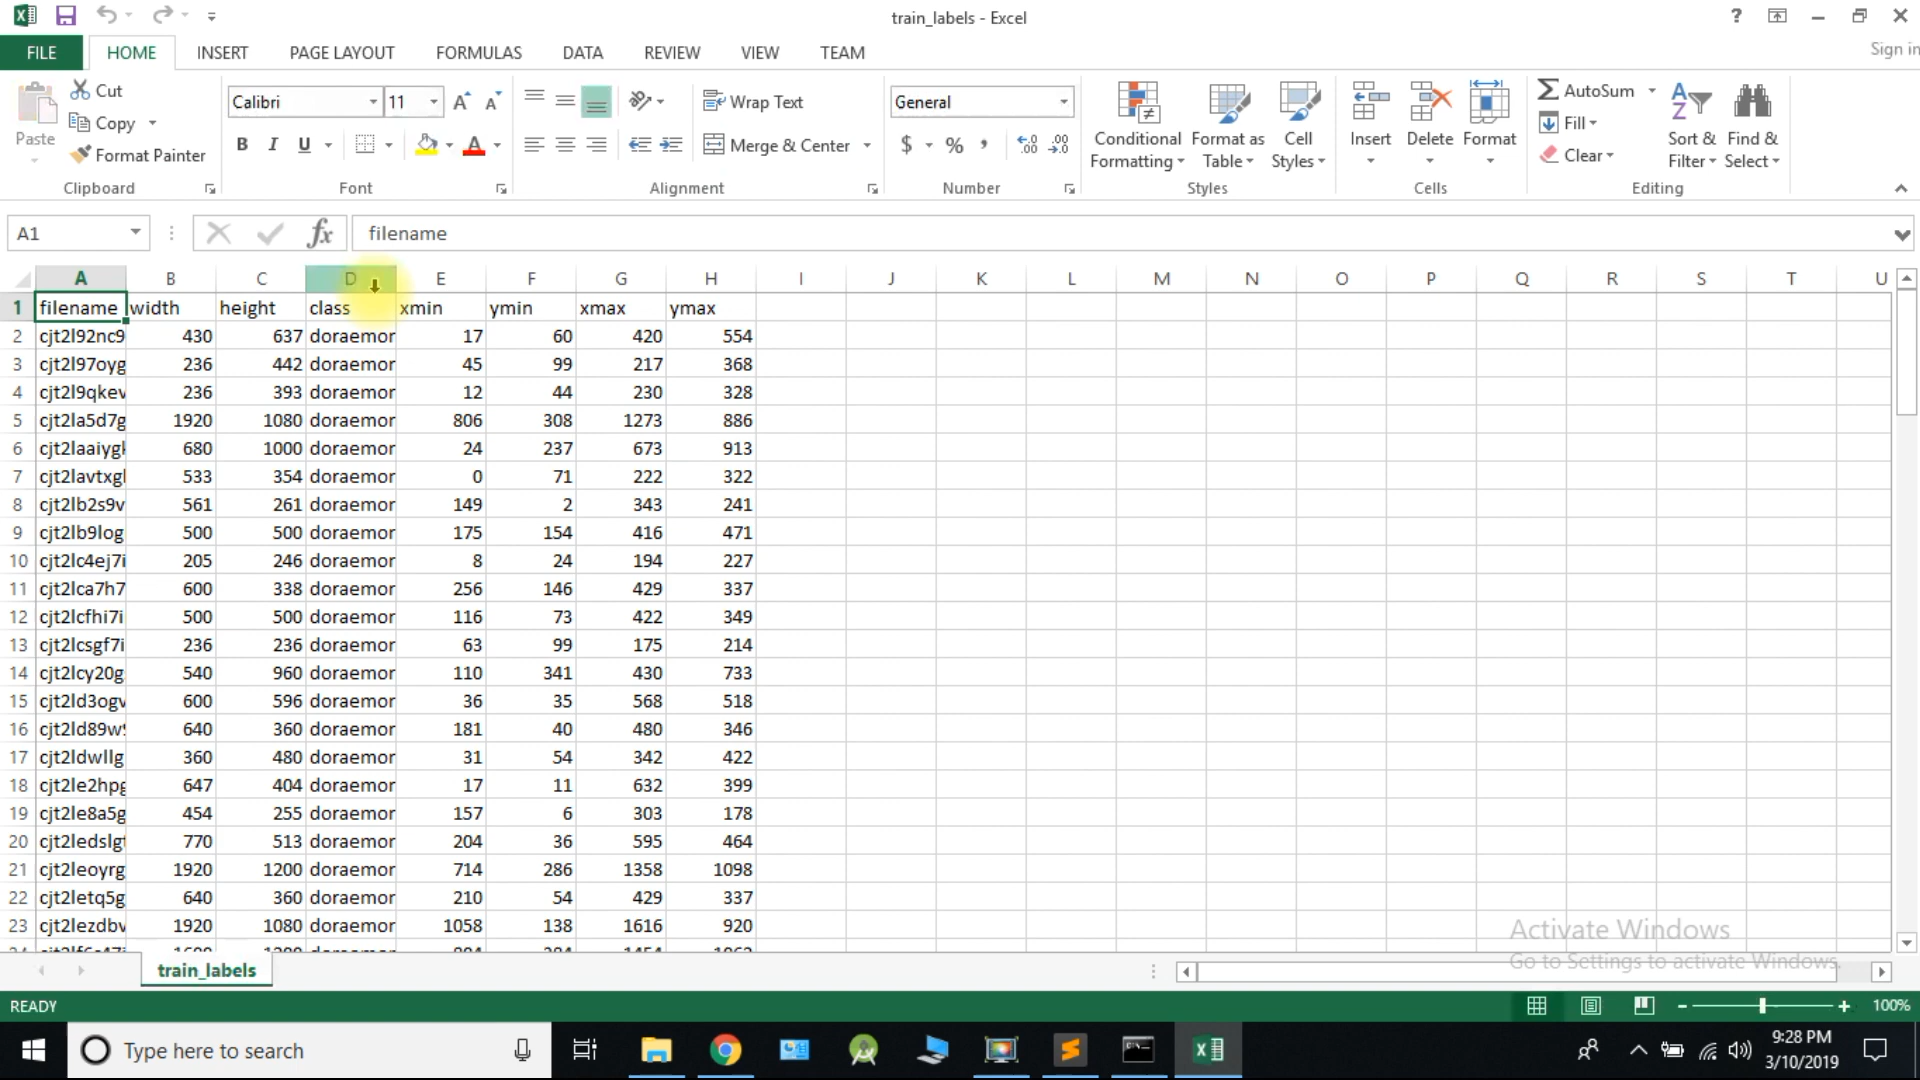 train_labels - Excel
Sign in
FILE HOME INSERT PAGE LAYOUT FORMULAS DATA REVIEW VIEW TEAM
Paste Cut Copy Format Painter
Calibri 11
Wrap Text
Merge & Center
General
Conditional Formatting Format as Table Cell Styles
Insert Delete Format
AutoSum Fill Clear
Sort & Filter Find & Select
Clipboard Font Alignment Number Styles Cells Editing
A1 filename
A B C D E F G H I J K L M N O P Q R S T U
1 filename width height class xmin ymin xmax ymax
2 cjt2l92nc9 430 637 doraemor 17 60 420 554
3 cjt2l97oyg 236 442 doraemor 45 99 217 368
4 cjt2l9qkev 236 393 doraemor 12 44 230 328
5 cjt2la5d7g 1920 1080 doraemor 806 308 1273 886
6 cjt2laaiygl 680 1000 doraemor 24 237 673 913
7 cjt2lavtxgl 533 354 doraemor 0 71 222 322
8 cjt2lb2s9v 561 261 doraemor 149 2 343 241
9 cjt2lb9log 500 500 doraemor 175 154 416 471
10 cjt2lc4ej7i 205 246 doraemor 8 24 194 227
11 cjt2lca7h7 600 338 doraemor 256 146 429 337
12 cjt2lcfhi7i 500 500 doraemor 116 73 422 349
13 cjt2lcsgf7i 236 236 doraemor 63 99 175 214
14 cjt2lcy20g 540 960 doraemor 110 341 430 733
15 cjt2ld3ogv 600 596 doraemor 36 35 568 518
16 cjt2ld89w 640 360 doraemor 181 40 480 346
17 cjt2ldwllg 360 480 doraemor 31 54 342 422
18 cjt2le2hpg 647 404 doraemor 17 11 632 399
19 cjt2le8a5g 454 255 doraemor 157 6 303 178
20 cjt2ledslg 770 513 doraemor 204 36 595 464
21 cjt2leoyrg 1920 1200 doraemor 714 286 1358 1098
22 cjt2letq5g 640 360 doraemor 210 54 429 337
23 cjt2lezdbv 1920 1080 doraemor 1058 138 1616 920
Activate Windows
Go to Settings to activate Windows.
train_labels
READY 100%
Type here to search
9:28 PM
3/10/2019